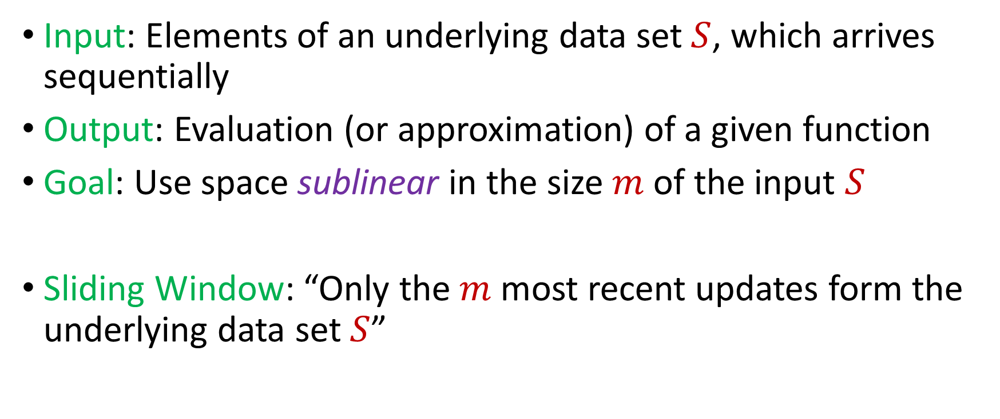 • Input: Elements of an underlying data set S, which arrives
sequentially
• Output: Evaluation (or approximation) of a given function
• Goal: Use space sublinear in the size m of the input S
• Sliding Window: “Only the m most recent updates form the
underlying data set S”